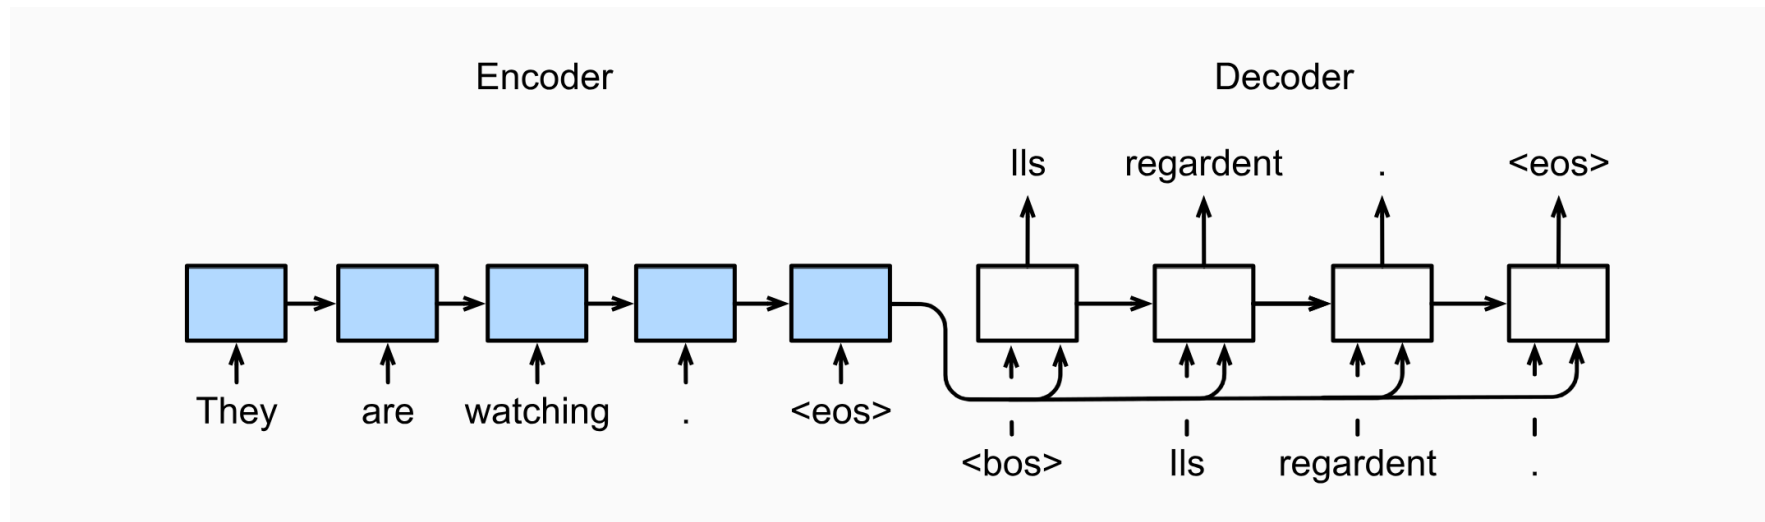 Encoder Decoder
Ils regardent . <eos>
They are watching . <eos>
<bos> Ils regardent .